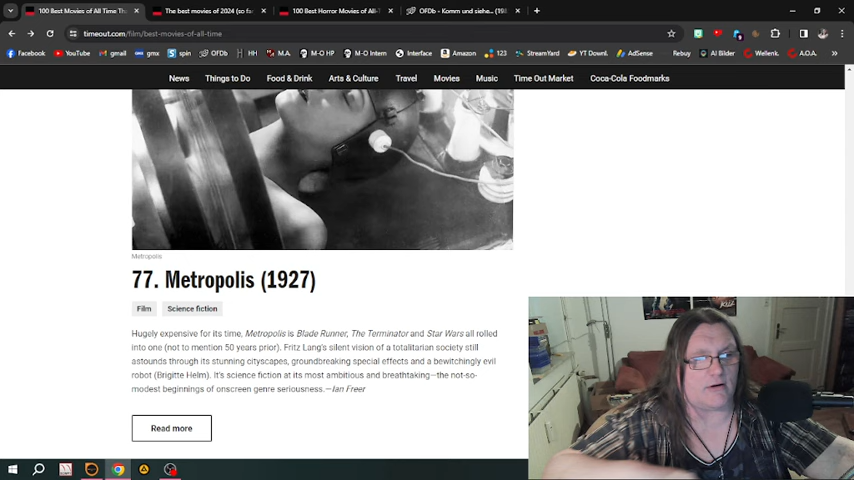 100 Best Movies of All Time Th
The best movies of 2024 (so far
100 Best Horror Movies of All-T
OFDb - Komm und siehe... (198
timeout.com/film/best-movies-of-all-time
Facebook
YouTube
gmail
gmx
spin
OFDb
HH
M.A.
M-O HP
M-O Intern
Interface
Amazon
123
StreamYard
YT Downl.
AdSense
Rebuy
AI Bilder
Wellenk.
A.O.A.
News
Things to Do
Food & Drink
Arts & Culture
Travel
Movies
Music
Time Out Market
Coca-Cola Foodmarks
Metropolis
77. Metropolis (1927)
Film
Science fiction
Hugely expensive for its time, Metropolis is Blade Runner, The Terminator and Star Wars all rolled
into one (not to mention 50 years prior). Fritz Lang's silent vision of a totalitarian society still
astounds through its stunning cityscapes, groundbreaking special effects and a bewitchingly evil
robot (Brigitte Helm). It's science fiction at its most ambitious and breathtaking—the not-so-
modest beginnings of onscreen genre seriousness.—Ian Freer
Read more